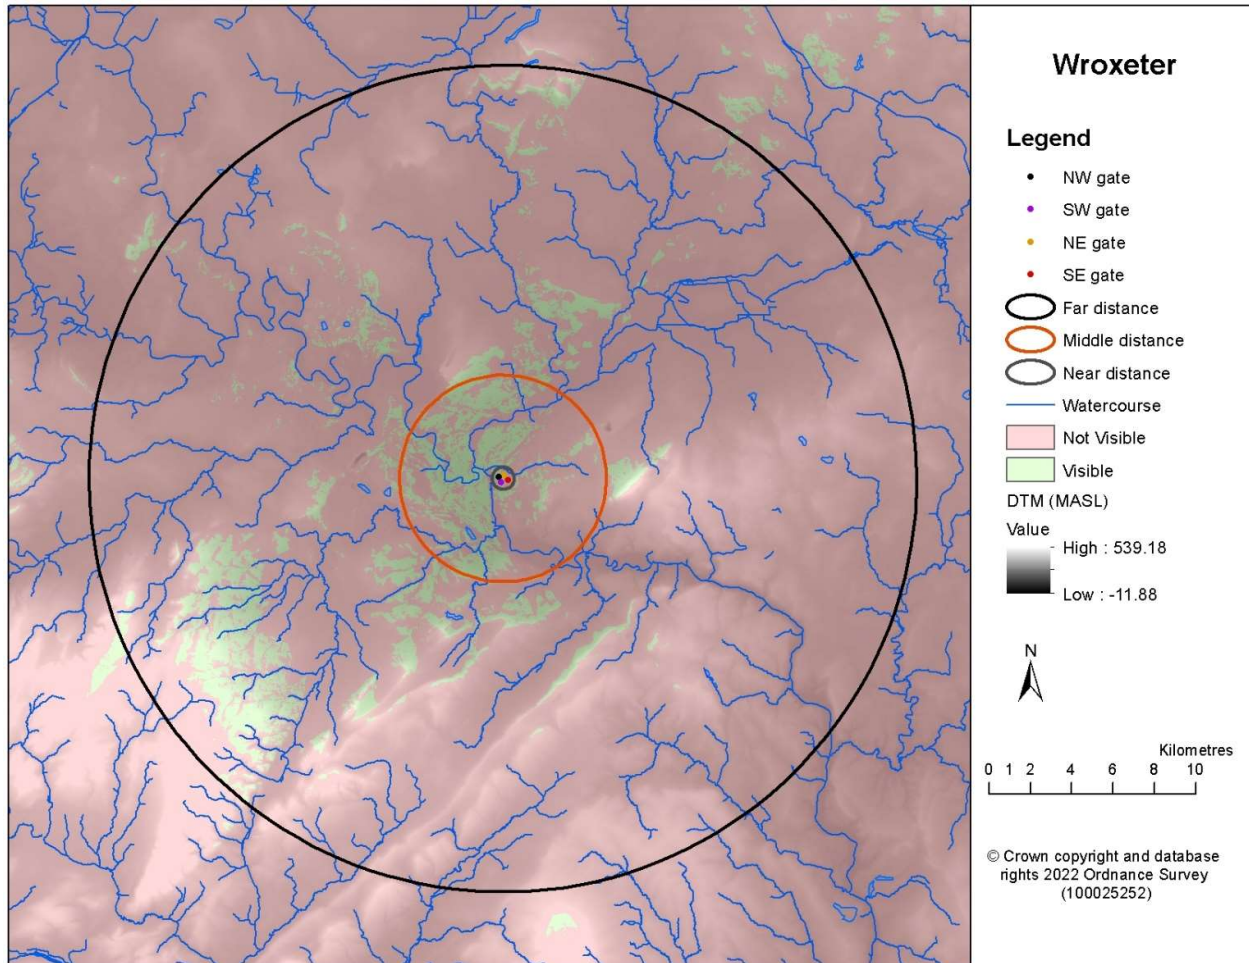 Wroxeter
Legend
NW gate
SW gate
NE gate
SE gate
Far distance
Middle distance
Near distance
Watercourse
Not Visible
Visible
DTM (MASL)
Value
High : 539.18
Low : -11.88
N
Kilometres
0 1 2 4 6 8 10
© Crown copyright and database
rights 2022 Ordnance Survey
(100025252)